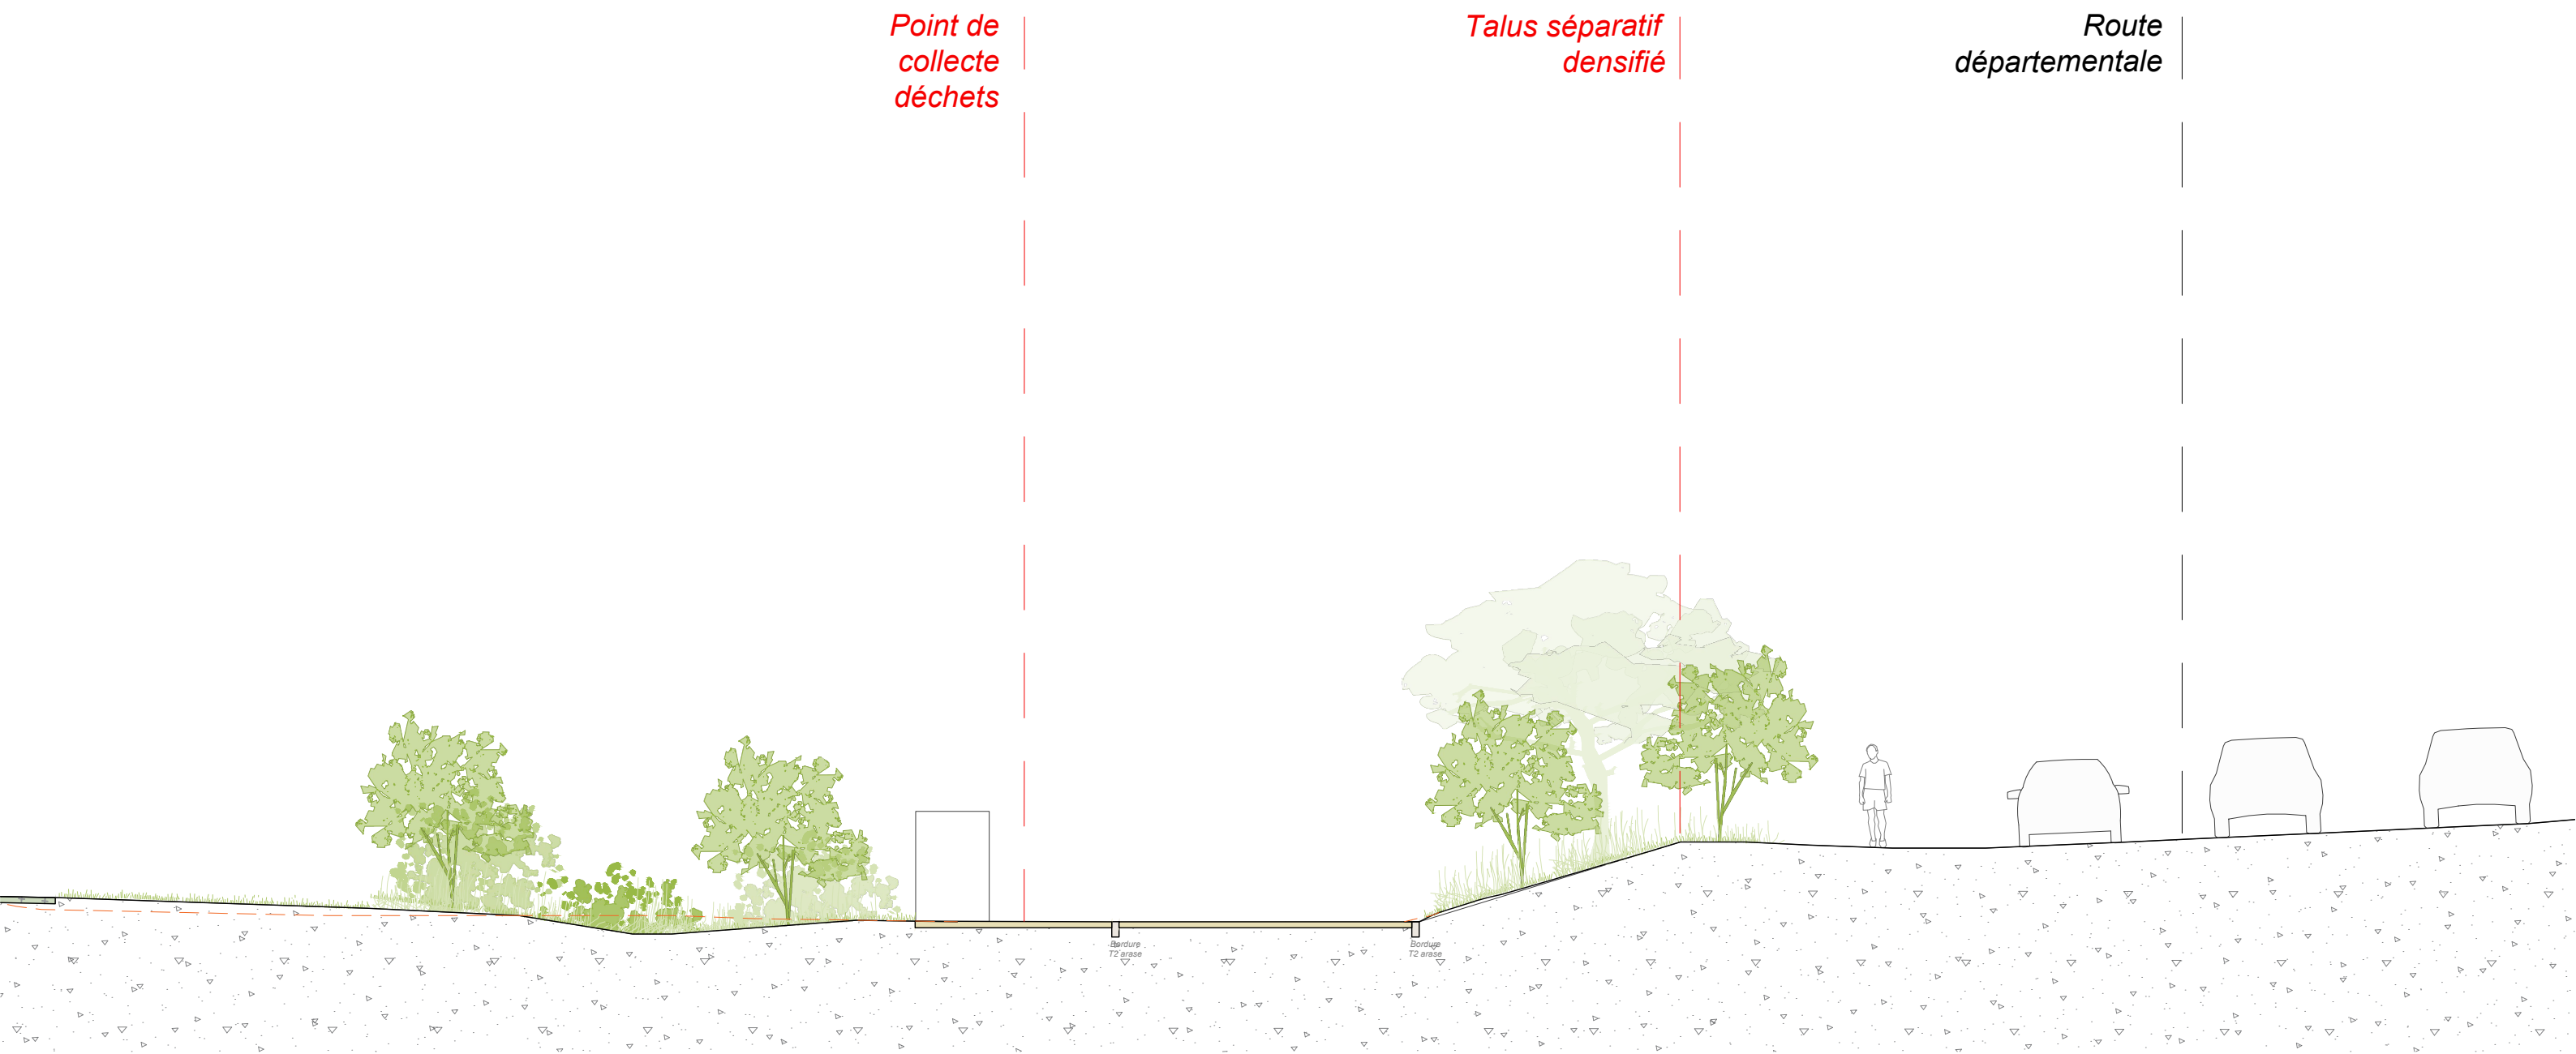 Point de
collecte
déchets
Talus séparatif
densifié
Route
départementale
Bordure
T2 arase
Bordure
T2 arase